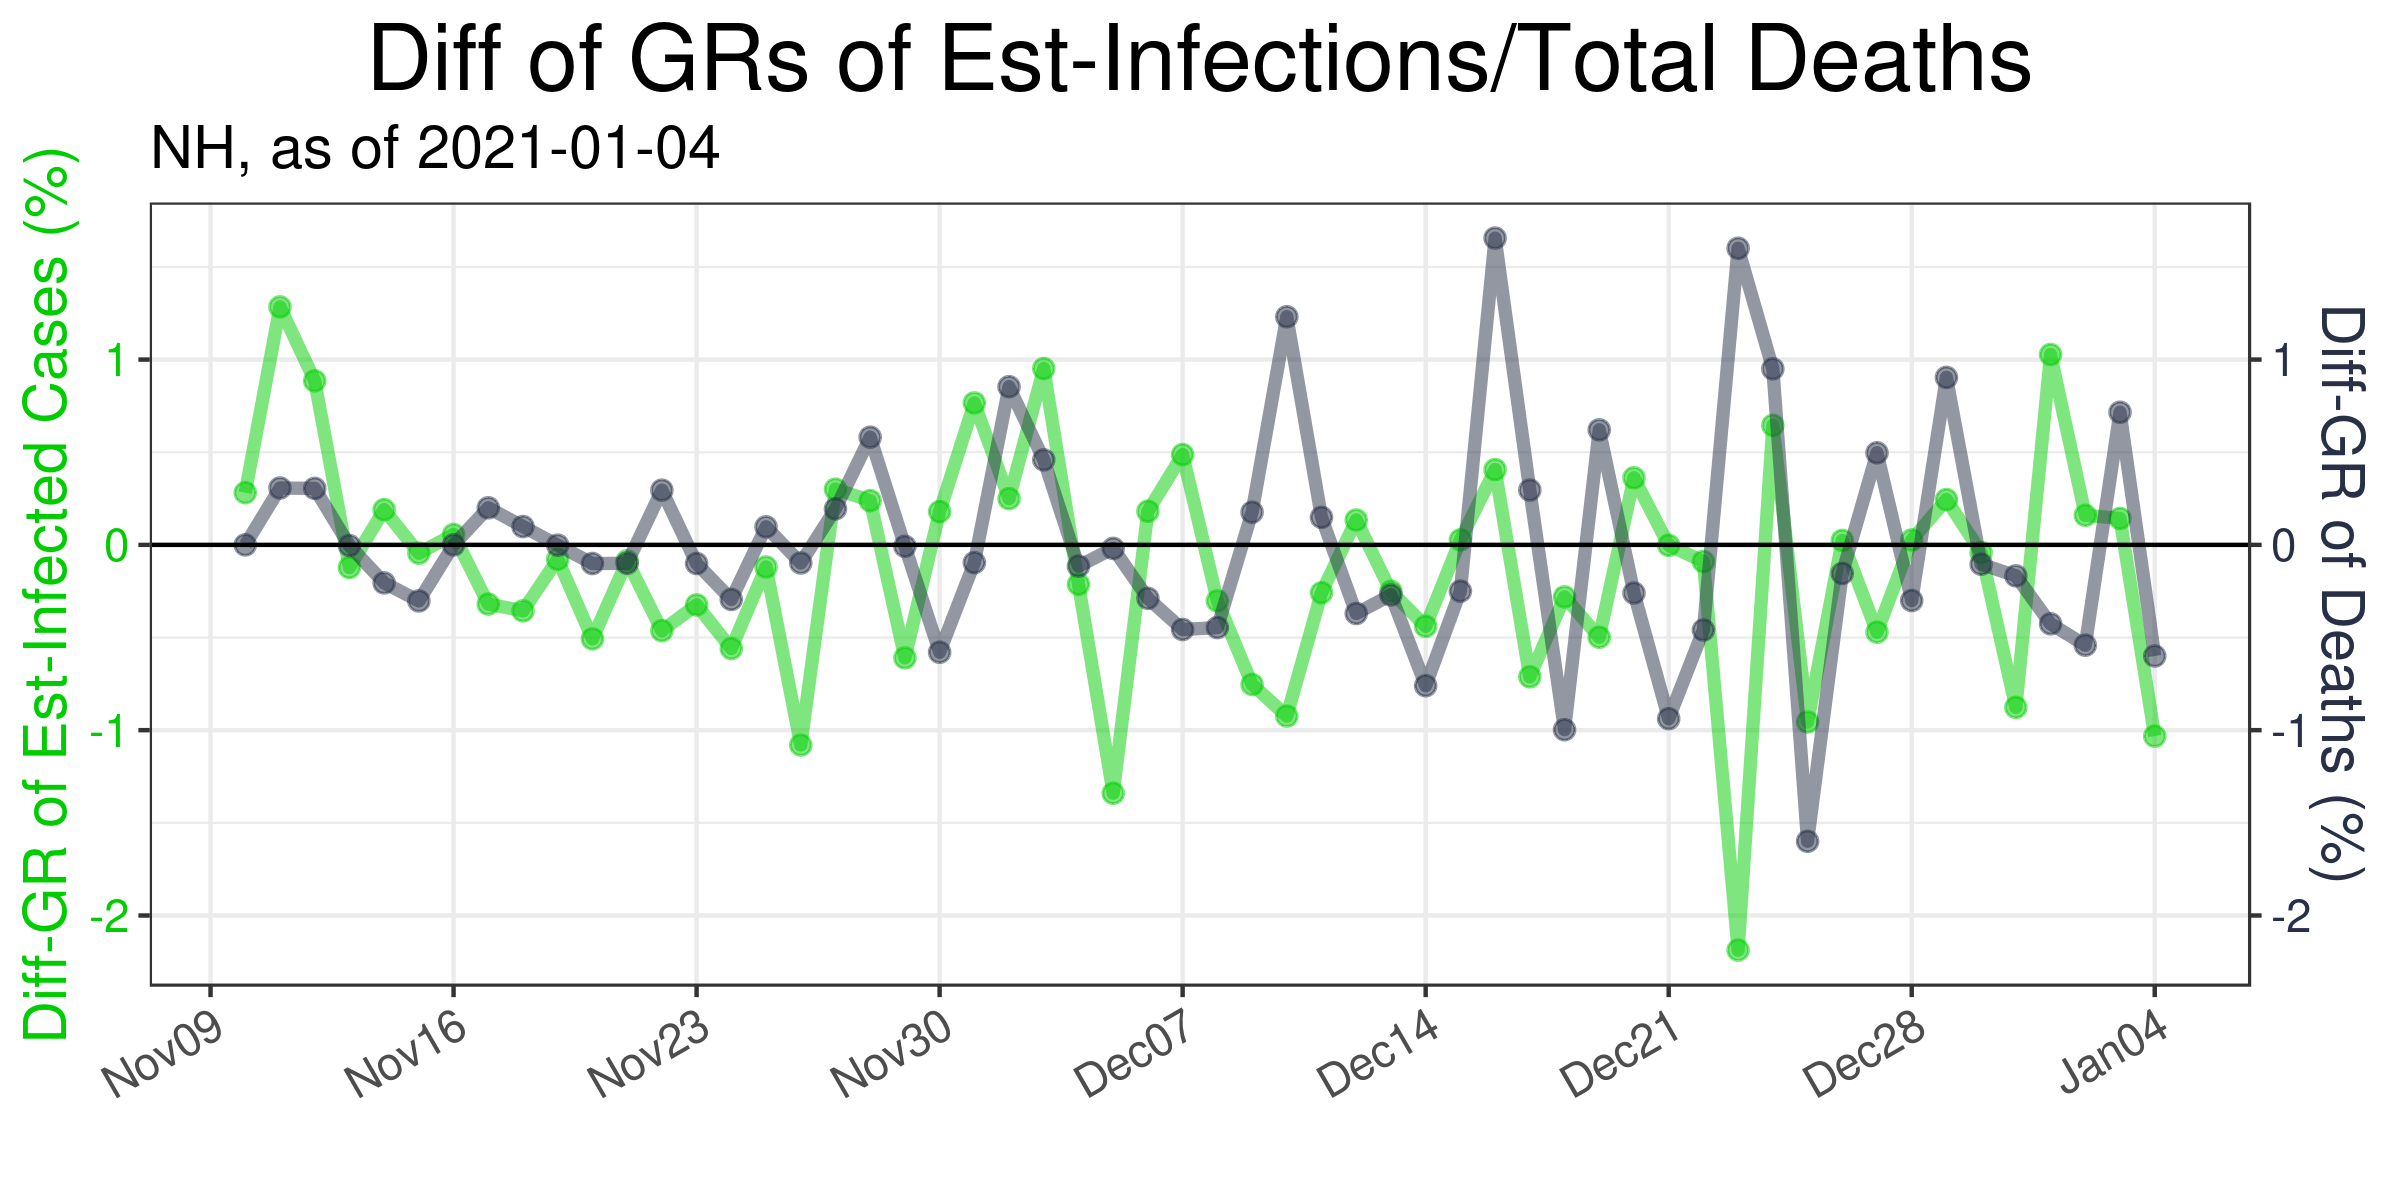 Diff of GRs of Est-Infections/Total Deaths
NH, as of 2021-01-04
Diff-GR of Est-Infected Cases (%)
1
0
-1
-2
1
0
-1
-2
Diff-GR of Deaths (%)
Nov09
Nov16
Nov23
Nov30
Dec07
Dec14
Dec21
Dec28
Jan04